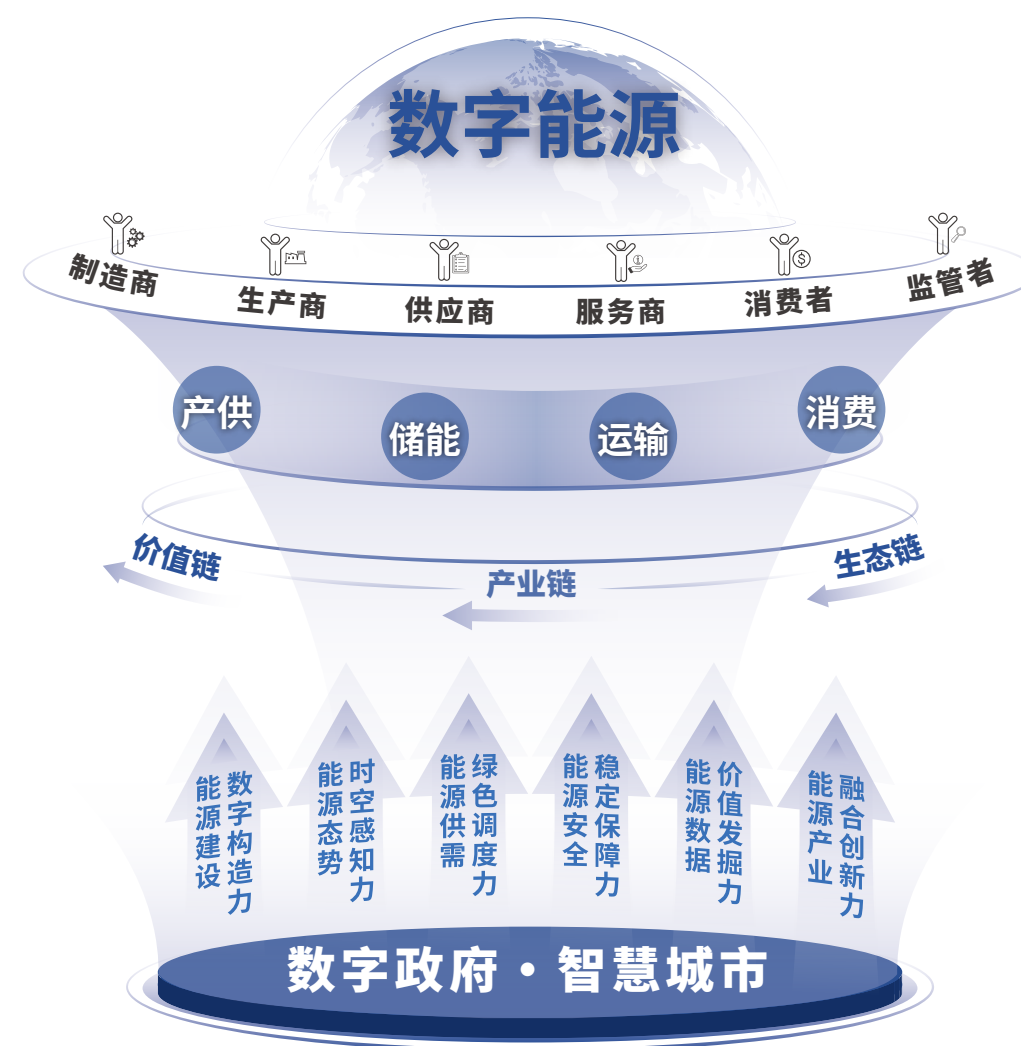 数字能源
制造商
生产商
供应商
服务商
消费者
监管者
产供
储能
运输
消费
价值链
产业链
生态链
能源建设
数字构造力
能源态势
时空感知力
能源供需
绿色调度力
能源安全
稳定保障力
能源数据
价值发掘力
能源产业
融合创新力
数字政府·智慧城市